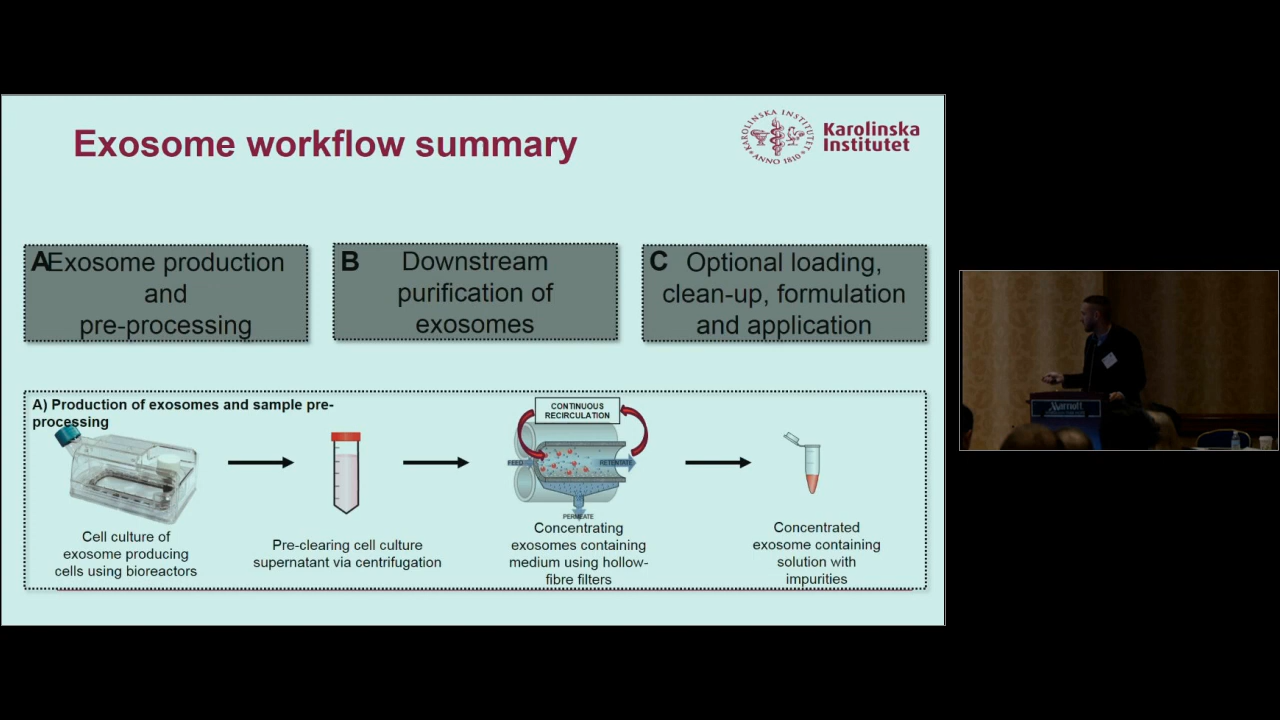 Exosome workflow summary
KAROLINSKA INSTITUTET
ANNO 1810
Karolinska
Institutet
A
Exosome production
and
pre-processing
B
Downstream
purification of
exosomes
C
Optional loading,
clean-up, formulation
and application
A) Production of exosomes and sample pre-
processing
Cell culture of
exosome producing
cells using bioreactors
Pre-clearing cell culture
supernatant via centrifugation
CONTINUOUS
RECIRCULATION
FEED
RETENTATE
PERMEATE
Concentrating
exosomes containing
medium using hollow-
fibre filters
Concentrated
exosome containing
solution with
impurities
Marriott